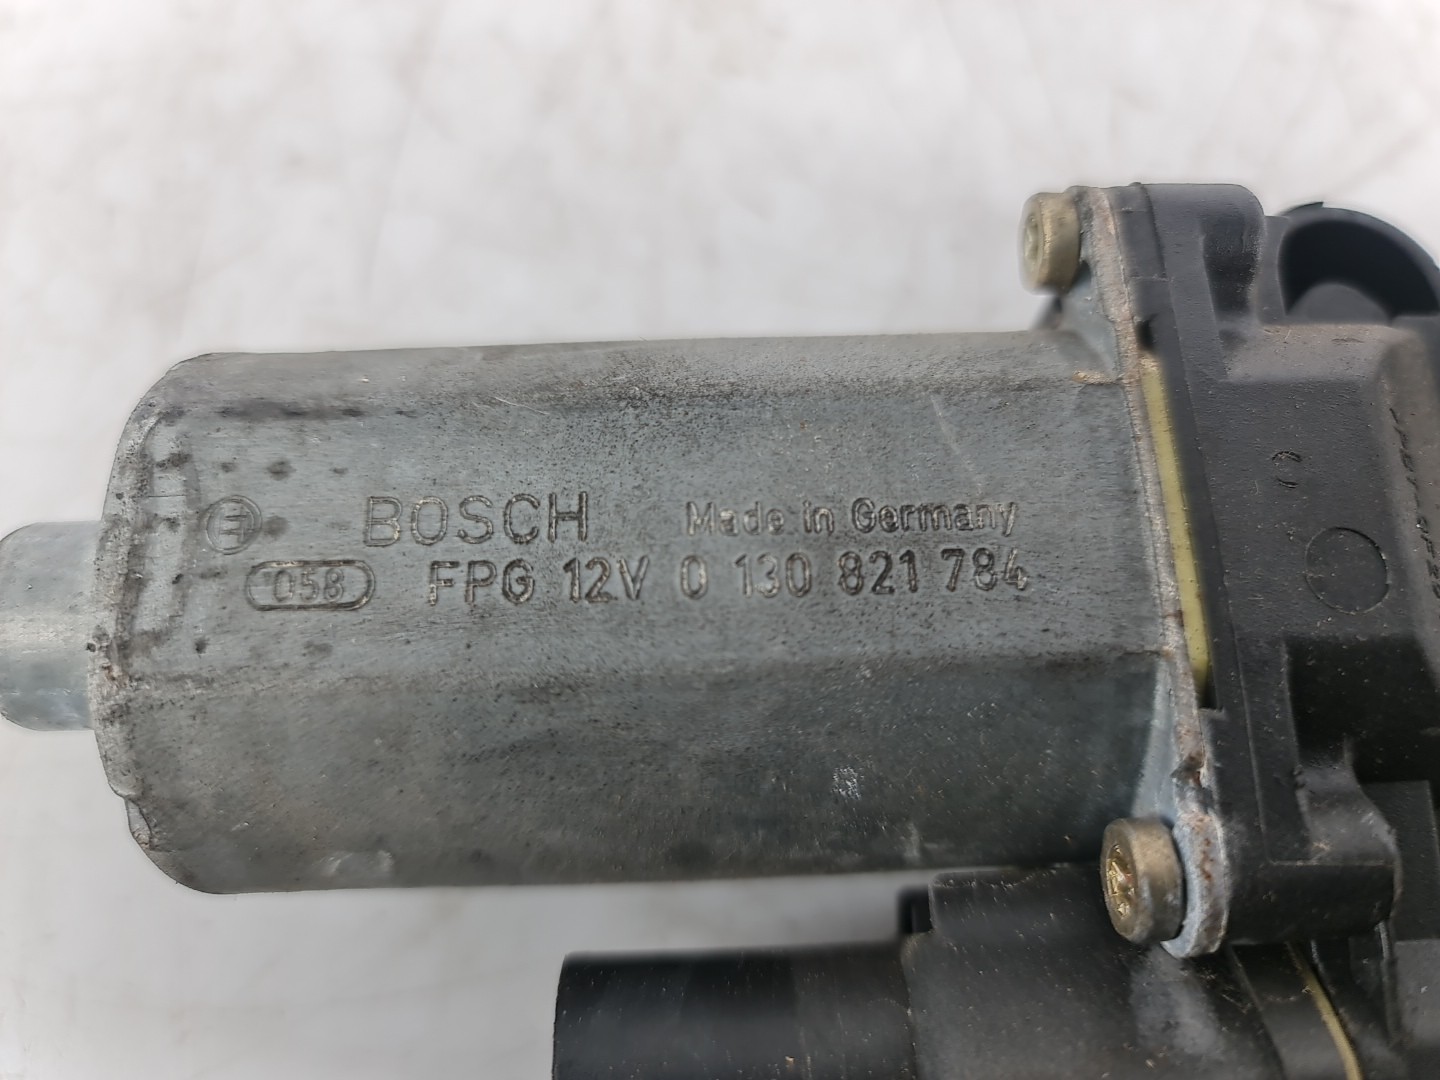 BOSCH Made in Germany
058 FPG 12V 0 130 821 784